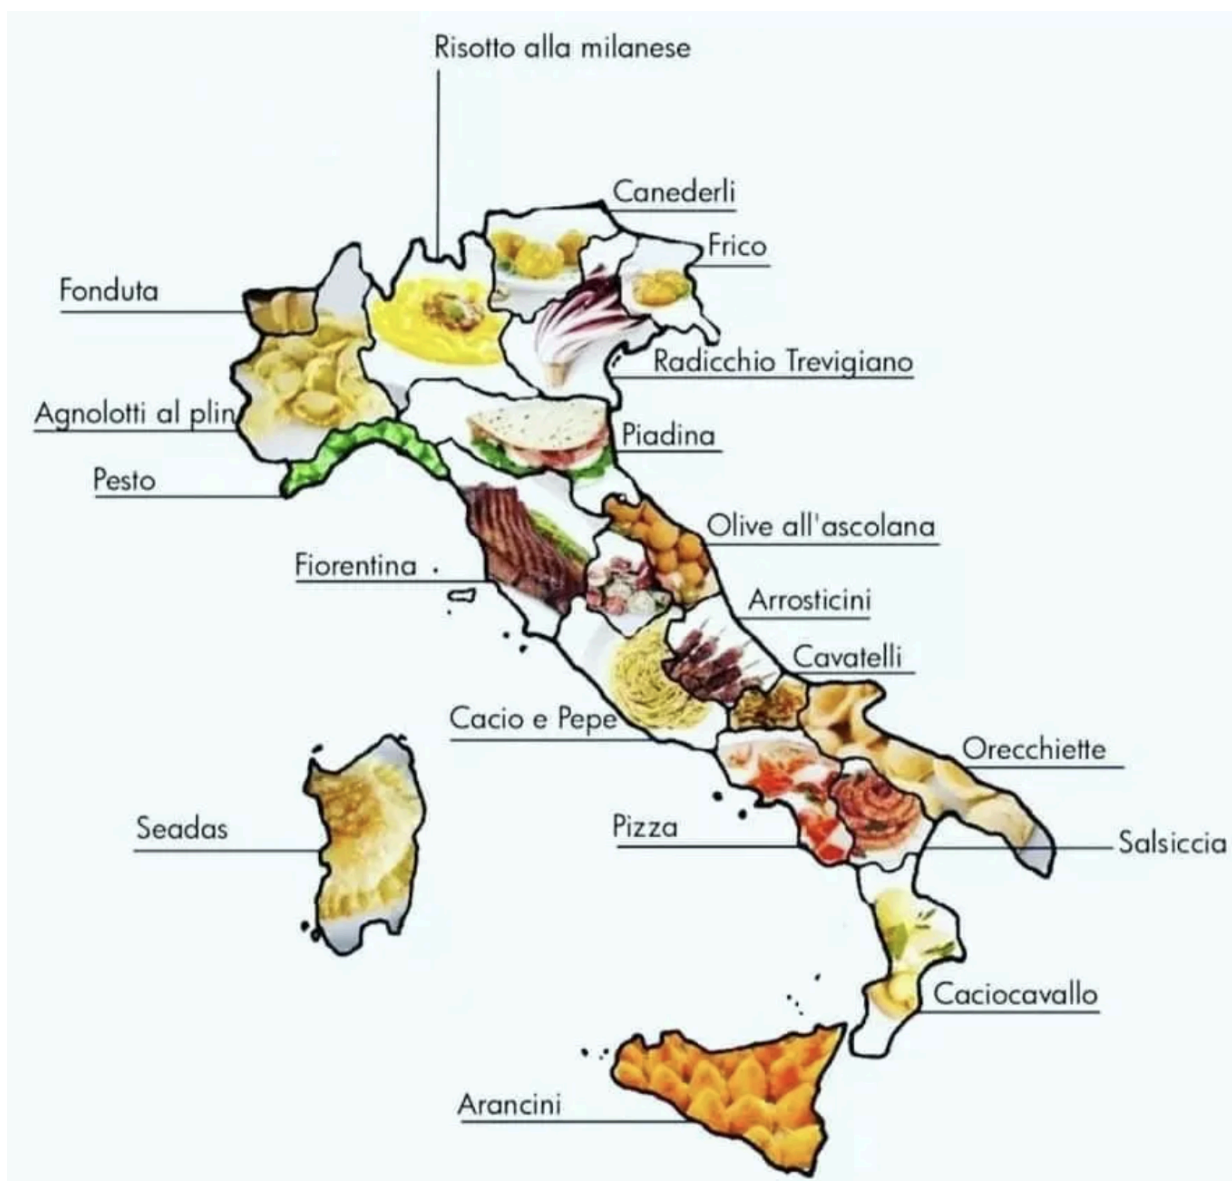 Risotto alla milanese
Canederli
Frico
Fonduta
Radicchio Trevigiano
Agnolotti al plin
Piadina
Pesto
Olive all'ascolana
Fiorentina
Arrosticini
Cavatelli
Cacio e Pepe
Orecchiette
Seadas
Pizza
Salsiccia
Caciocavallo
Arancini